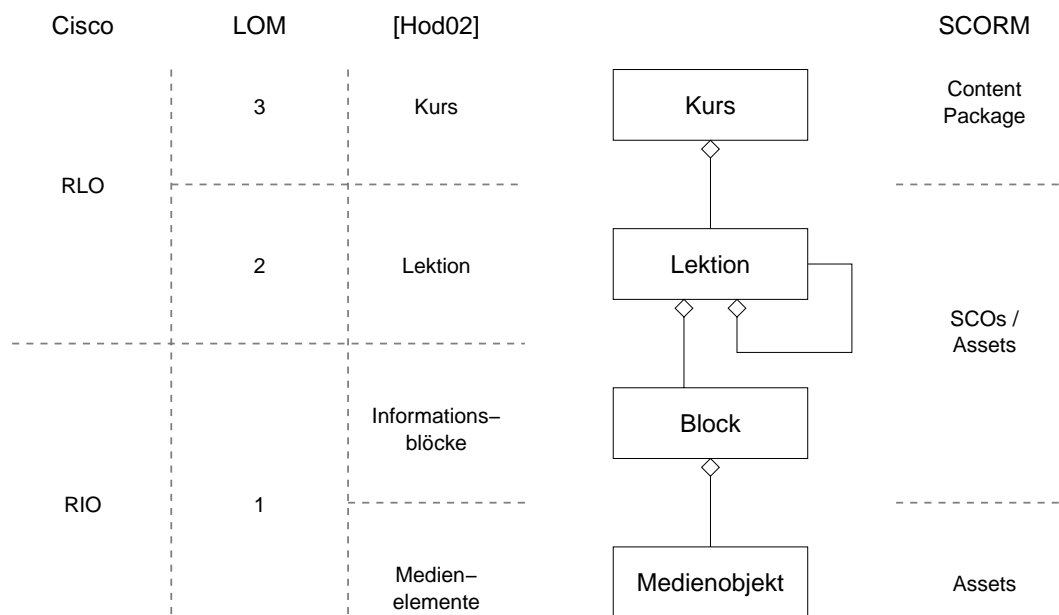 Cisco LOM [Hod02] SCORM
3 Kurs Kurs Content
Package
RLO
2 Lektion Lektion
SCOs /
Assets
Informations−
blöcke
Block
RIO 1
Medien−
elemente
Medienobjekt Assets